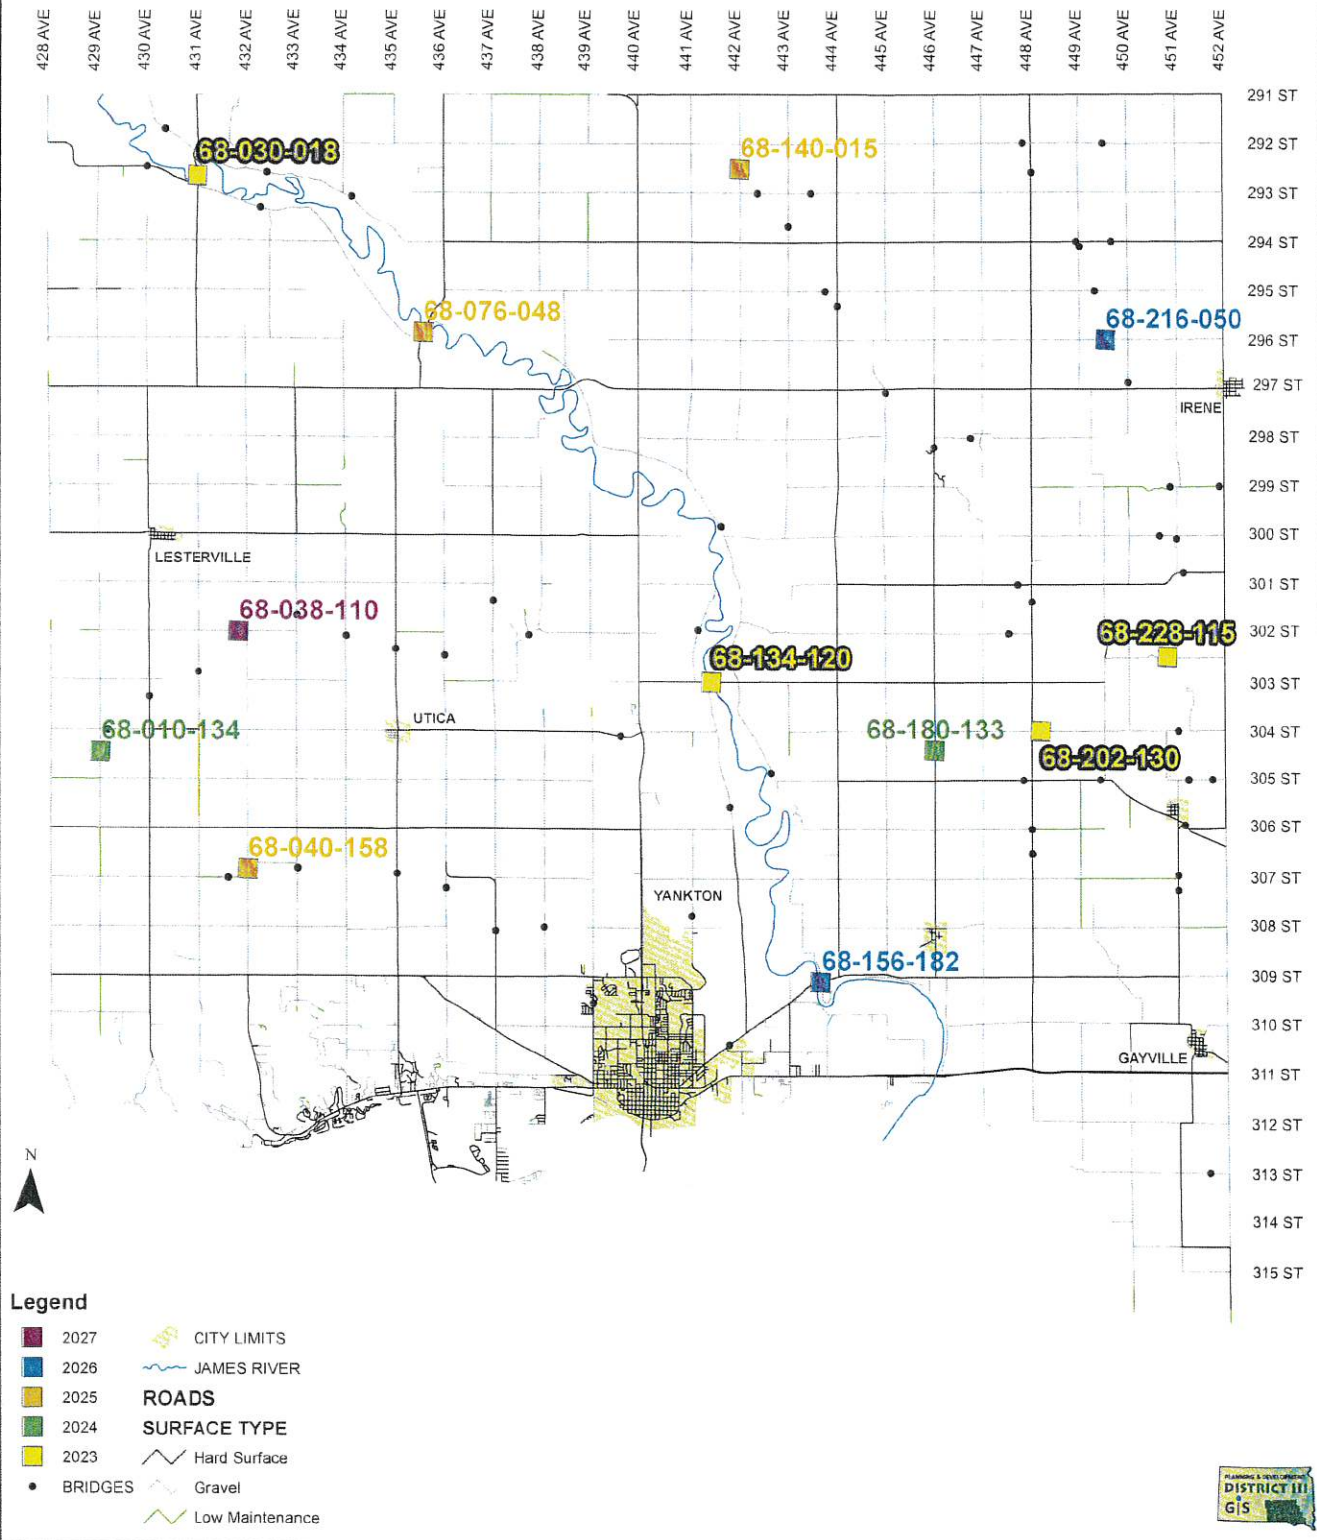 428 AVE
429 AVE
430 AVE
431 AVE
432 AVE
433 AVE
434 AVE
435 AVE
436 AVE
437 AVE
438 AVE
439 AVE
440 AVE
441 AVE
442 AVE
443 AVE
444 AVE
445 AVE
446 AVE
447 AVE
448 AVE
449 AVE
450 AVE
451 AVE
452 AVE
291 ST
292 ST
68-030-018
68-140-015
293 ST
294 ST
295 ST
68-076-048
68-216-050
296 ST
297 ST
IRENE
298 ST
299 ST
300 ST
LESTERVILLE
301 ST
68-038-110
302 ST
68-228-115
68-134-120
303 ST
UTICA
68-010-134
68-180-133
304 ST
68-202-130
305 ST
306 ST
68-040-158
307 ST
YANKTON
308 ST
68-156-182
309 ST
310 ST
GAYVILLE
311 ST
312 ST
N
313 ST
314 ST
315 ST
Legend
2027
CITY LIMITS
2026
JAMES RIVER
2025
ROADS
2024
SURFACE TYPE
2023
Hard Surface
BRIDGES
Gravel
Low Maintenance
PLANNING & DEVELOPMENT
DISTRICT III
GIS